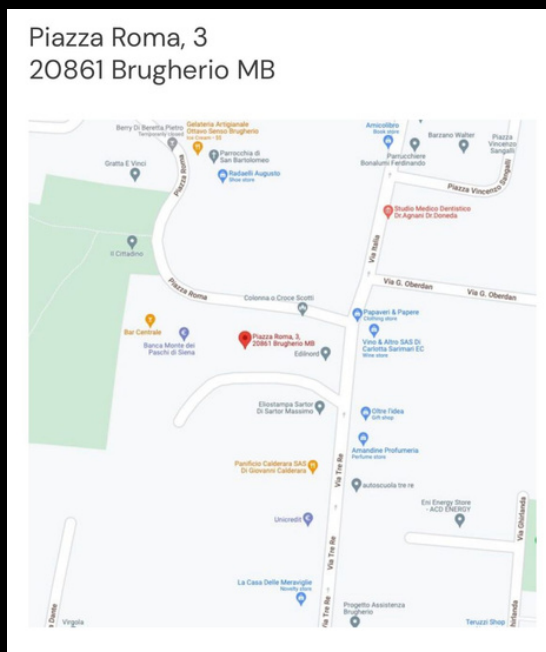 Piazza Roma, 3
20861 Brugherio MB
Berry Di Beretta Pietro
Temporarily closed
Gelateria Artigianale
Ottavo Senso Brugherio
Ice Cream · $$
Gratta E Vinci
Parrocchia di
San Bartolomeo
Radaelli Augusto
Shoe store
Piazza Roma
Amicolibro
Book store
Barzano Walter
Piazza
Vincenzo
Sangalli
Parrucchiere
Bonalumi Ferdinando
Piazza Vincenzo Sangalli
Studio Medico Dentistico
Dr.Agnani Dr.Doneda
Il Cittadino
Via Italia
Piazza Roma
Colonna o Croce Scotti
Via G. Oberdan
Via G. Oberdan
Bar Centrale
Banca Monte dei
Paschi di Siena
Piazza Roma, 3,
20861 Brugherio MB
Edilnord
Papaveri & Papere
Clothing store
Vino & Altro SAS Di
Carlotta Sarimari EC
Wine store
Eliostampa Sartor
Di Sartor Massimo
Oltre l'idea
Gift shop
Amandine Profumeria
Perfume store
Via Tre Re
Panificio Calderara SAS
Di Giovanni Calderara
autoscuola tre re
Eni Energy Store
- ACD ENERGY
Unicredit
Via Tre Re
Via Ghirlanda
La Casa Delle Meraviglie
Novelty store
Via Tre Re
Progetto Assistenza
Brugherio
Dante
Virgola
Teruzzi Shop